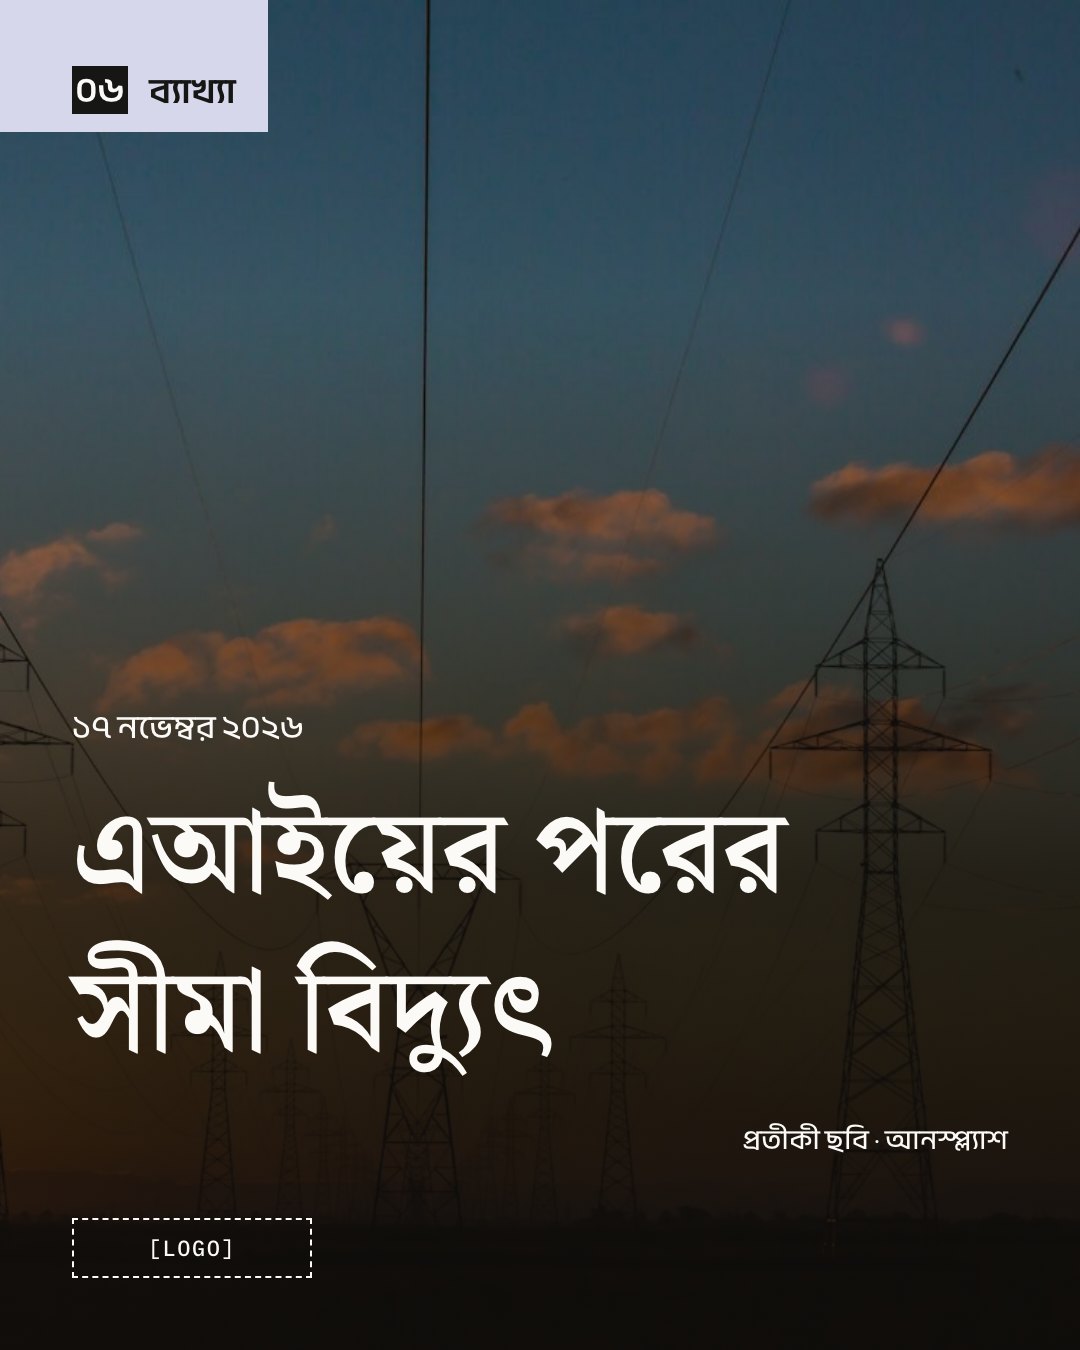 ০৬ ব্যাখ্যা
১৭ নভেম্বর ২০২৬
এআইয়ের পরের
সীমা বিদ্যুৎ
প্রতীকী ছবি · আনস্প্ল্যাশ
[LOGO]